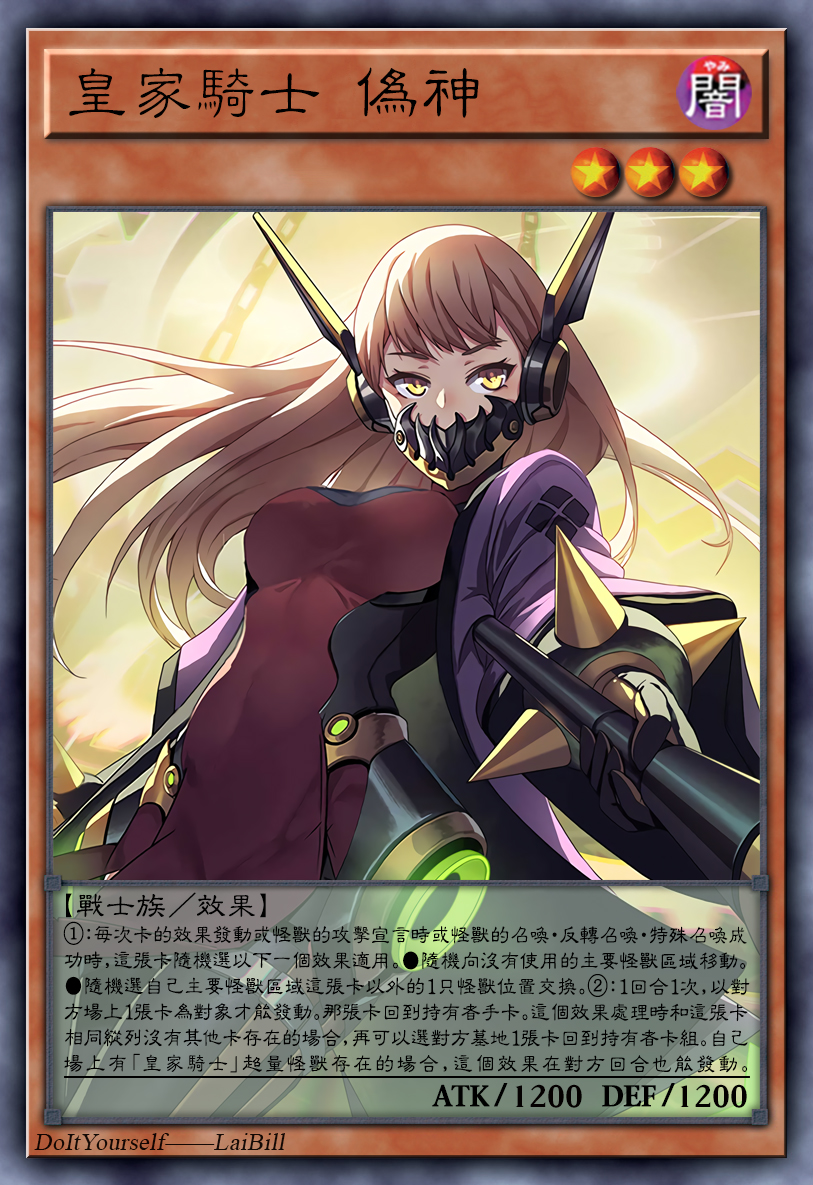 皇家騎士 偽神
やみ
闇
【戰士族／效果】
①：每次卡的效果發動或怪獸的攻擊宣言時或怪獸的召喚·反轉召喚·特殊召喚成
功時，這張卡隨機選以下一個效果適用。●隨機向沒有使用的主要怪獸區域移動。
●隨機選自己主要怪獸區域這張卡以外的1只怪獸位置交換。②：1回合1次，以對
方場上1張卡為對象才能發動。那張卡回到持有者手卡。這個效果處理時和這張卡
相同縱列沒有其他卡存在的場合，再可以選對方墓地1張卡回到持有者卡組。自己
場上有「皇家騎士」超量怪獸存在的場合，這個效果在對方回合也能發動。
ATK/1200 DEF/1200
DoItYourself——LaiBill